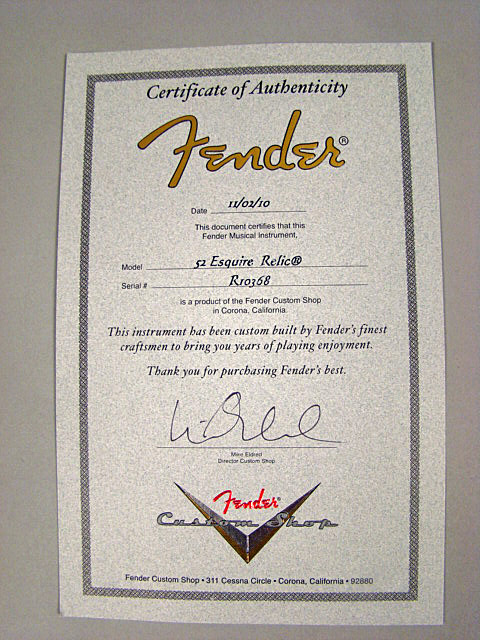 Certificate of Authenticity
Fender®
Date 11/02/10
This document certifies that this
Fender Musical Instrument,
Model 52 Esquire Relic®
Serial # R10368
is a product of the Fender Custom Shop
in Corona, California.
This instrument has been custom built by Fender's finest
craftsmen to bring you years of playing enjoyment.
Thank you for purchasing Fender's best.
Mike Eldred
Director Custom Shop
Fender®
Custom Shop
Fender Custom Shop • 311 Cessna Circle • Corona, California • 92880